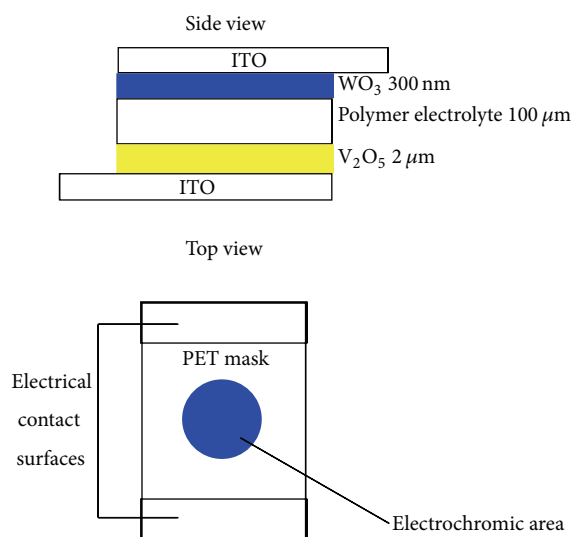 Side view
ITO
WO₃ 300 nm
Polymer electrolyte 100 μm
V₂O₅ 2 μm
ITO
Top view
PET mask
Electrical
contact
surfaces
Electrochromic area